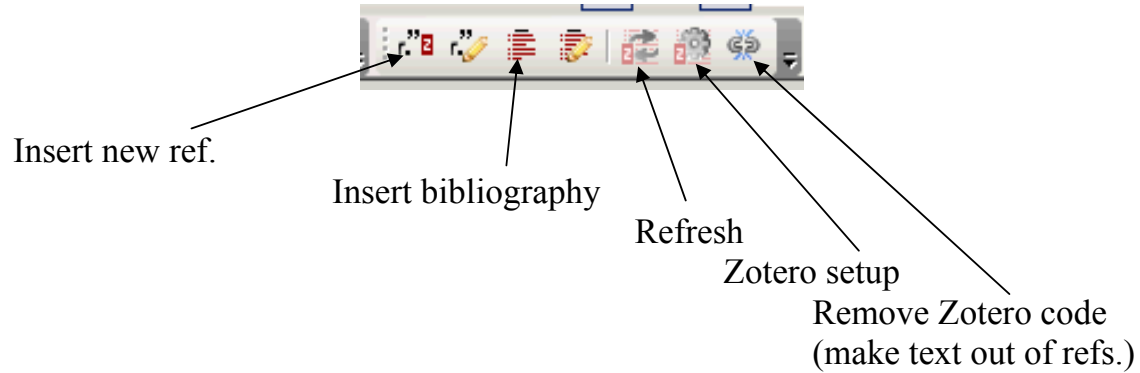 r.”z r.”
z z
Insert new ref.
Insert bibliography
Refresh
Zotero setup
Remove Zotero code
(make text out of refs.)